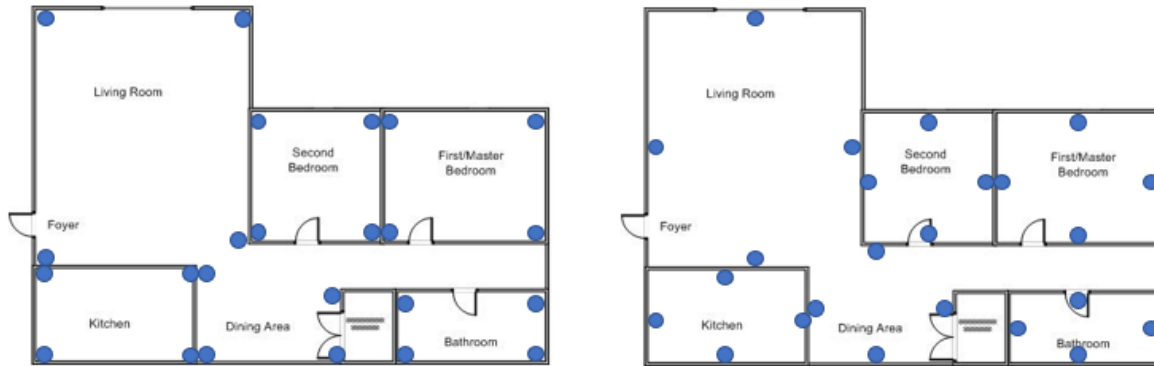 Living Room
Second
Bedroom
First/Master
Bedroom
Foyer
Kitchen
Dining Area
Bathroom
Living Room
Second
Bedroom
First/Master
Bedroom
Foyer
Kitchen
Dining Area
Bathroom